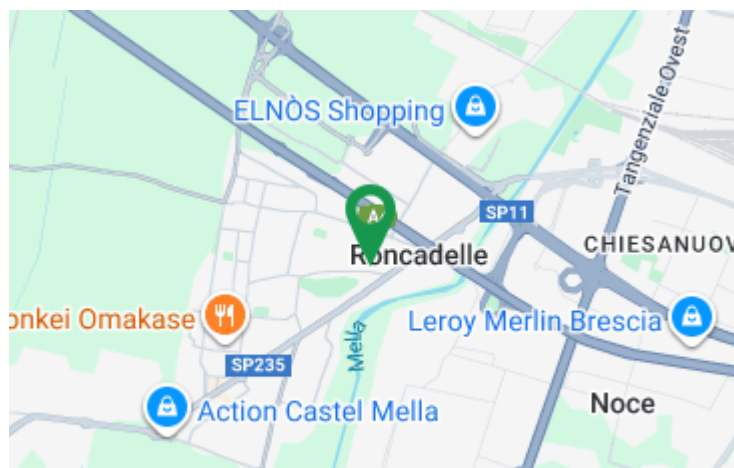 Tangenziale Ovest
ELNÒS Shopping
A
SP11
Roncadelle
CHIESANUOV
onkei Omakase
Mella
Leroy Merlin Brescia
SP235
Action Castel Mella
Noce